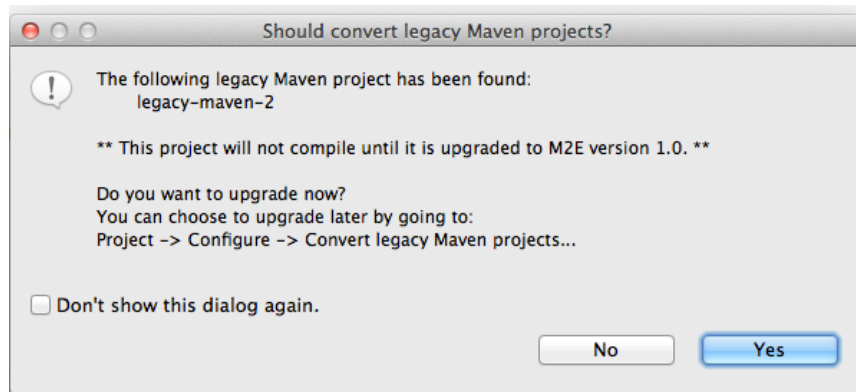 Should convert legacy Maven projects?
The following legacy Maven project has been found:
legacy-maven-2
** This project will not compile until it is upgraded to M2E version 1.0. **
Do you want to upgrade now?
You can choose to upgrade later by going to:
Project -> Configure -> Convert legacy Maven projects...
Don't show this dialog again.
No
Yes